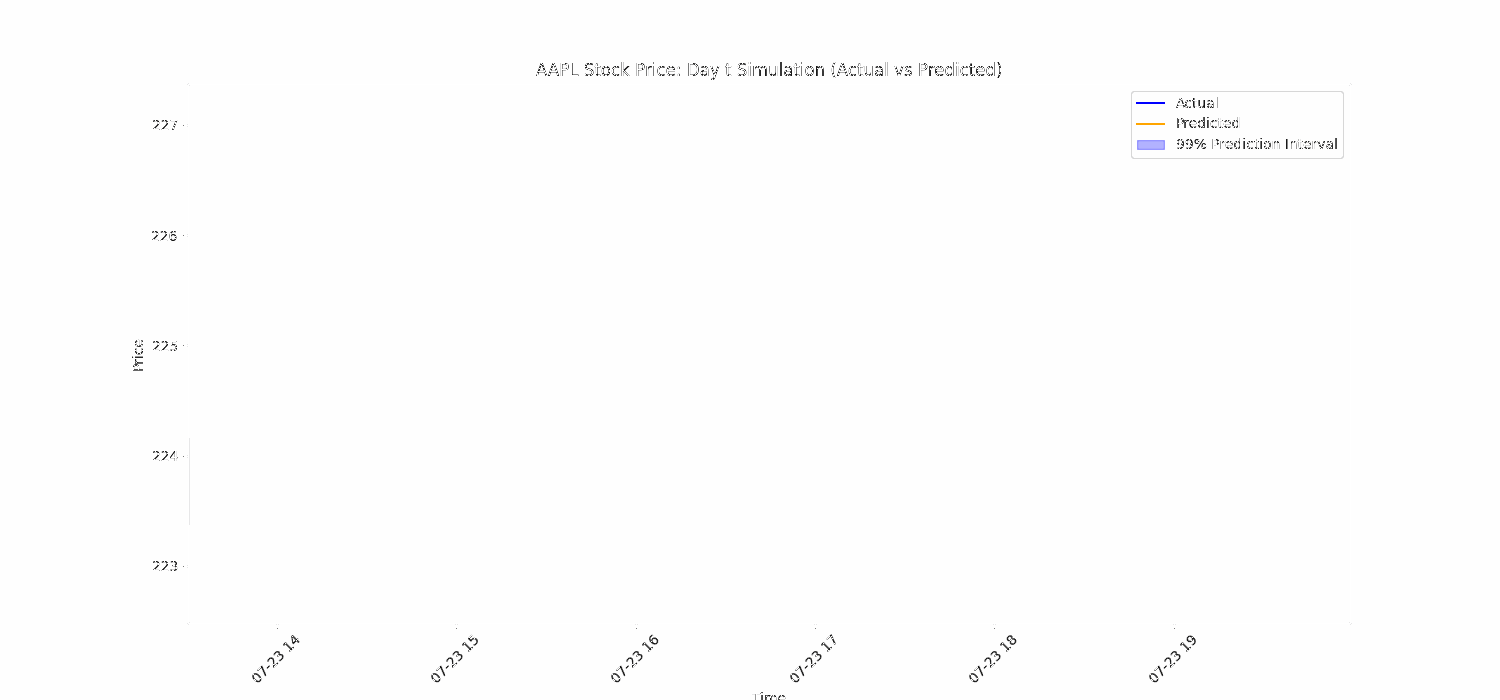 AAPL Stock Price: Day t Simulation (Actual vs Predicted)
Actual
Predicted
99% Prediction Interval
227
226
225
224
223
Price
07-23 14
07-23 15
07-23 16
07-23 17
07-23 18
07-23 19
Time